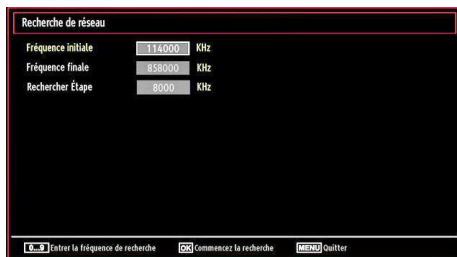 Recherche de réseau
Fréquence initiale 114000 KHz
Fréquence finale 858000 KHz
Rechercher Étape 8000 KHz
0...9 Entrer la fréquence de recherche OK Commencez la recherche MENU Quitter